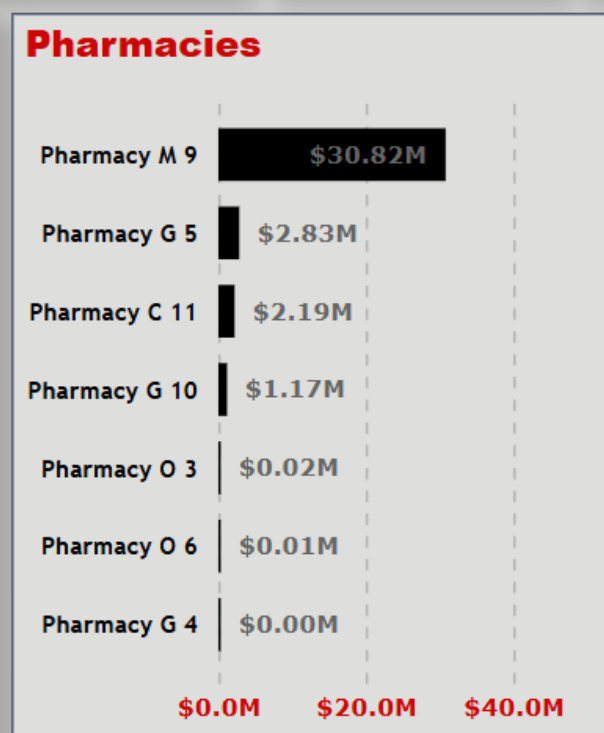 Pharmacies
Pharmacy M 9 $30.82M
Pharmacy G 5 $2.83M
Pharmacy C 11 $2.19M
Pharmacy G 10 $1.17M
Pharmacy O 3 $0.02M
Pharmacy O 6 $0.01M
Pharmacy G 4 $0.00M
$0.0M $20.0M $40.0M